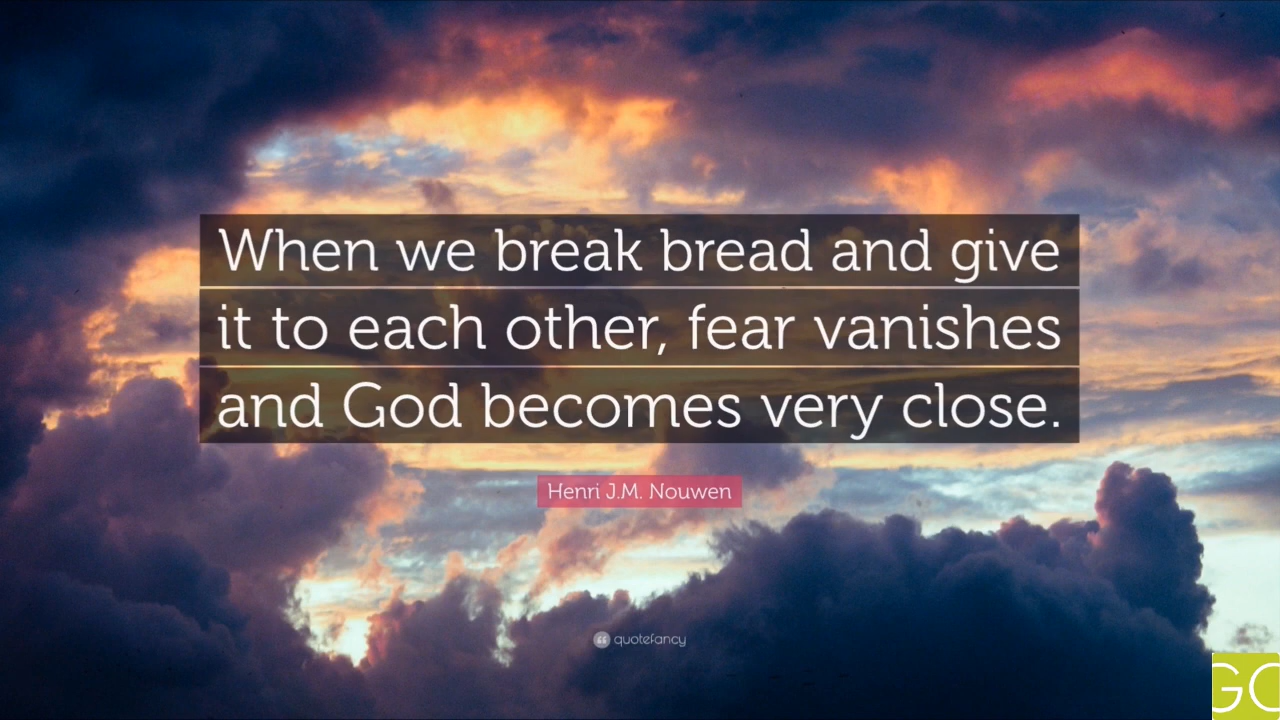 When we break bread and give
it to each other, fear vanishes
and God becomes very close.
Henri J.M. Nouwen
quotefancy
GO